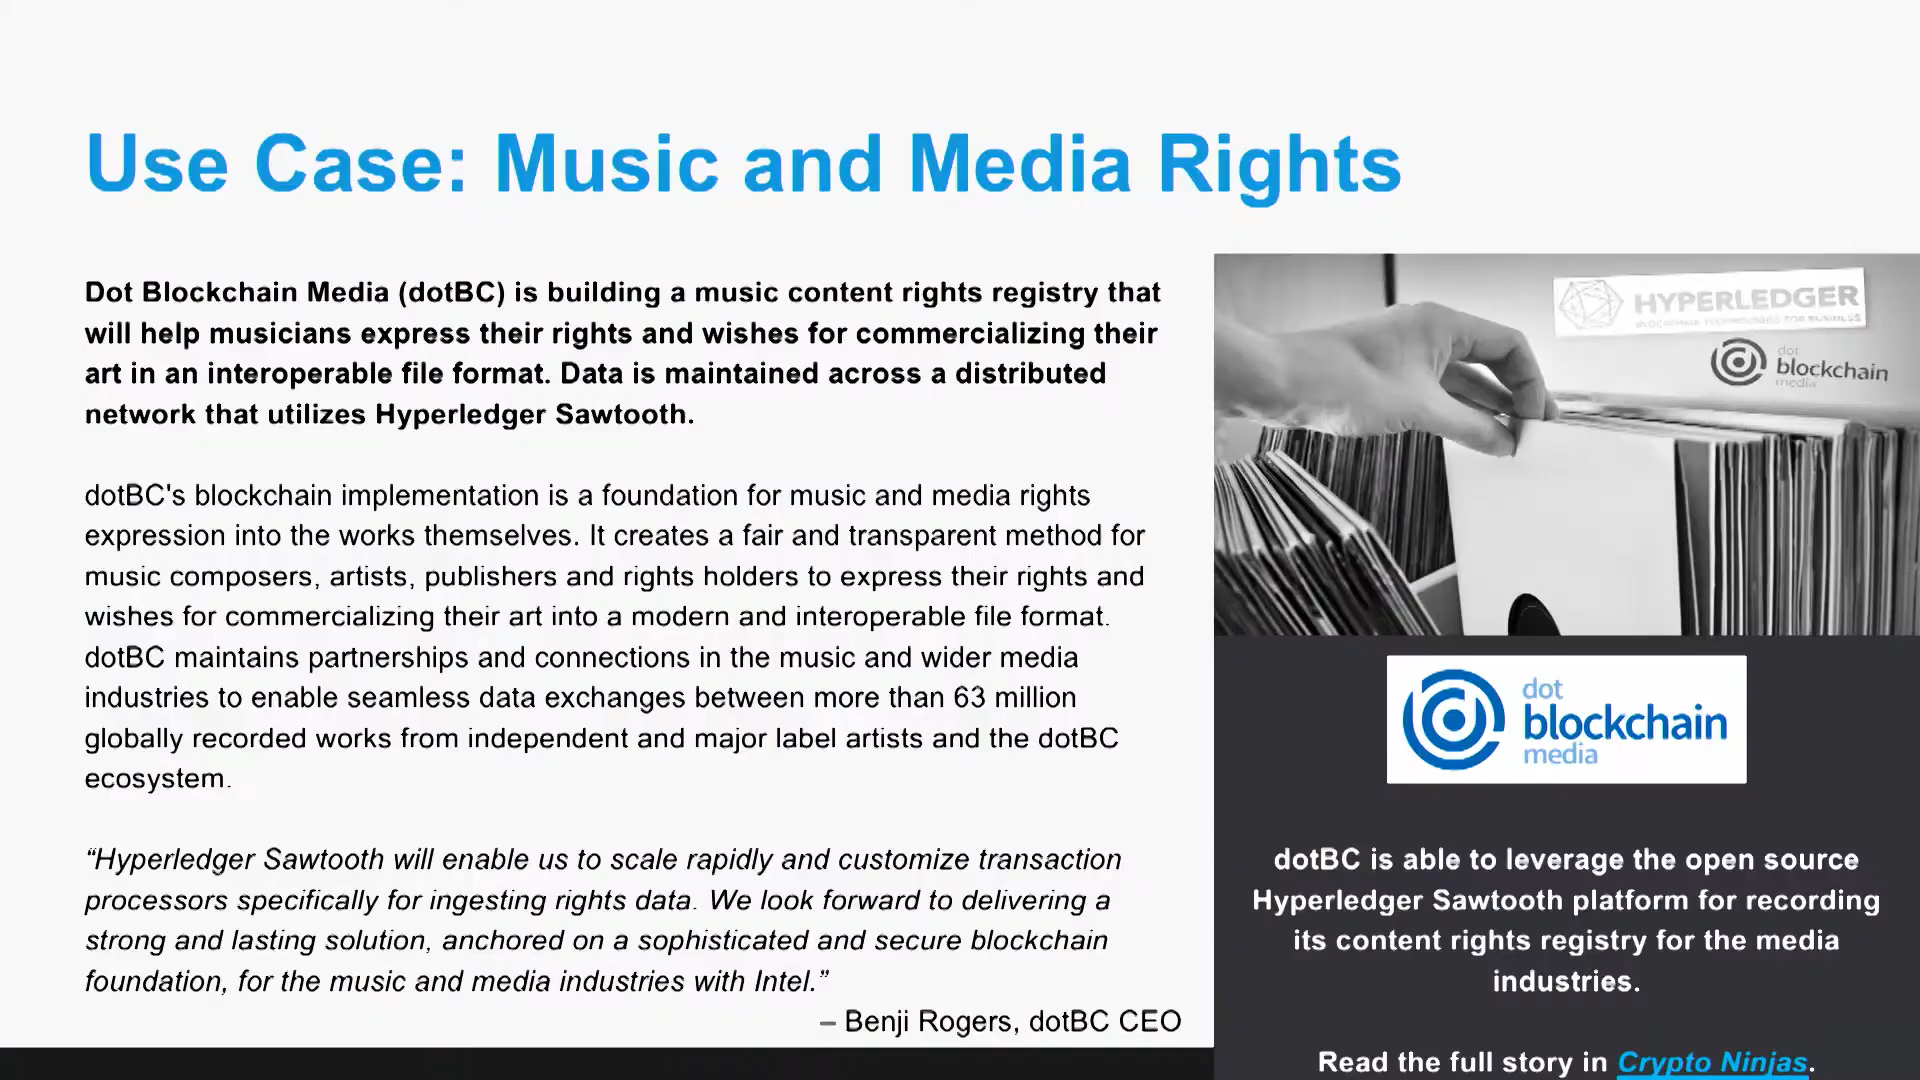 Use Case: Music and Media Rights
Dot Blockchain Media (dotBC) is building a music content rights registry that
will help musicians express their rights and wishes for commercializing their
art in an interoperable file format. Data is maintained across a distributed
network that utilizes Hyperledger Sawtooth.
dotBC's blockchain implementation is a foundation for music and media rights
expression into the works themselves. It creates a fair and transparent method for
music composers, artists, publishers and rights holders to express their rights and
wishes for commercializing their art into a modern and interoperable file format.
dotBC maintains partnerships and connections in the music and wider media
industries to enable seamless data exchanges between more than 63 million
globally recorded works from independent and major label artists and the dotBC
ecosystem.
“Hyperledger Sawtooth will enable us to scale rapidly and customize transaction
processors specifically for ingesting rights data. We look forward to delivering a
strong and lasting solution, anchored on a sophisticated and secure blockchain
foundation, for the music and media industries with Intel.”
– Benji Rogers, dotBC CEO
HYPERLEDGER
BLOCKCHAIN TECHNOLOGIES FOR BUSINESS
dot
blockchain
media
dot
blockchain
media
dotBC is able to leverage the open source
Hyperledger Sawtooth platform for recording
its content rights registry for the media
industries.
Read the full story in Crypto Ninjas.